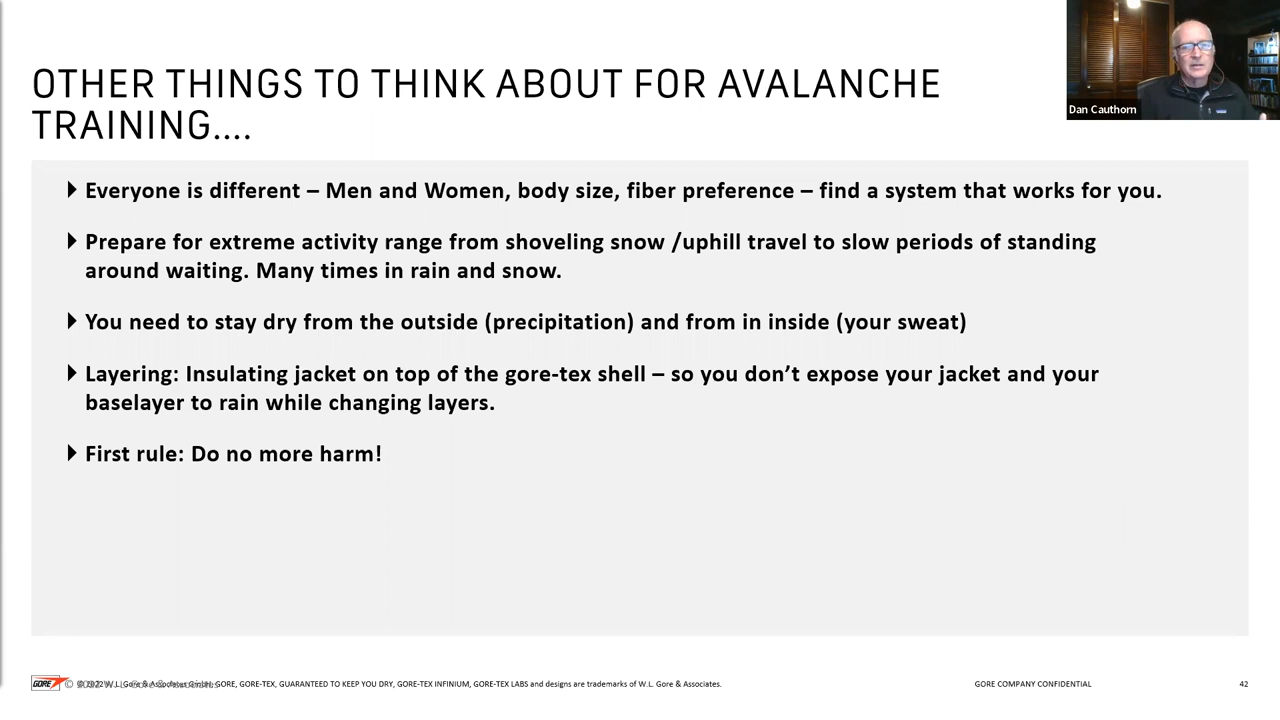 OTHER THINGS TO THINK ABOUT FOR AVALANCHE
TRAINING....
Dan Cauthorn
Everyone is different – Men and Women, body size, fiber preference – find a system that works for you.
Prepare for extreme activity range from shoveling snow /uphill travel to slow periods of standing
around waiting. Many times in rain and snow.
You need to stay dry from the outside (precipitation) and from in inside (your sweat)
Layering: Insulating jacket on top of the gore-tex shell – so you don’t expose your jacket and your
baselayer to rain while changing layers.
First rule: Do no more harm!
GORE © 2022 W.L. Gore & Associates GORE, GORE-TEX, GUARANTEED TO KEEP YOU DRY, GORE-TEX INFINIUM, GORE-TEX LABS and designs are trademarks of W.L. Gore & Associates.
GORE COMPANY CONFIDENTIAL
42